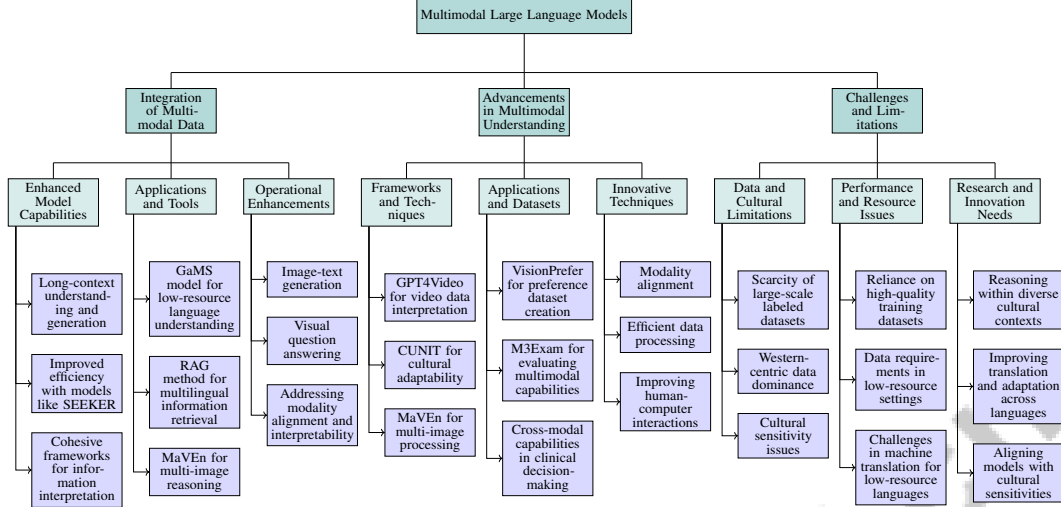 Multimodal Large Language Models
Integration
of Multi-
modal Data
Advancements
in Multimodal
Understanding
Challenges
and Lim-
itations
Enhanced
Model
Capabilities
Applications
and Tools
Operational
Enhancements
Frameworks
and Tech-
niques
Applications
and Datasets
Innovative
Techniques
Data and
Cultural
Limitations
Performance
and Resource
Issues
Research and
Innovation
Needs
Long-context
understand-
ing and
generation
Improved
efficiency
with models
like SEEKER
Cohesive
frameworks
for infor-
mation
interpretation
GaMS
model for
low-resource
language
understanding
RAG
method for
multilingual
information
retrieval
MaVEn for
multi-image
reasoning
Image-text
generation
Visual
question
answering
Addressing
modality
alignment and
interpretability
GPT4Video
for video data
interpretation
CUNIT for
cultural
adaptability
MaVEn for
multi-image
processing
VisionPrefer
for preference
dataset
creation
M3Exam for
evaluating
multimodal
capabilities
Cross-modal
capabilities
in clinical
decision-
making
Modality
alignment
Efficient data
processing
Improving
human-
computer
interactions
Scarcity of
large-scale
labeled
datasets
Western-
centric data
dominance
Cultural
sensitivity
issues
Reliance on
high-quality
training
datasets
Data require-
ments in
low-resource
settings
Challenges
in machine
translation for
low-resource
languages
Reasoning
within diverse
cultural
contexts
Improving
translation
and adaptation
across
languages
Aligning
models with
cultural
sensitivities